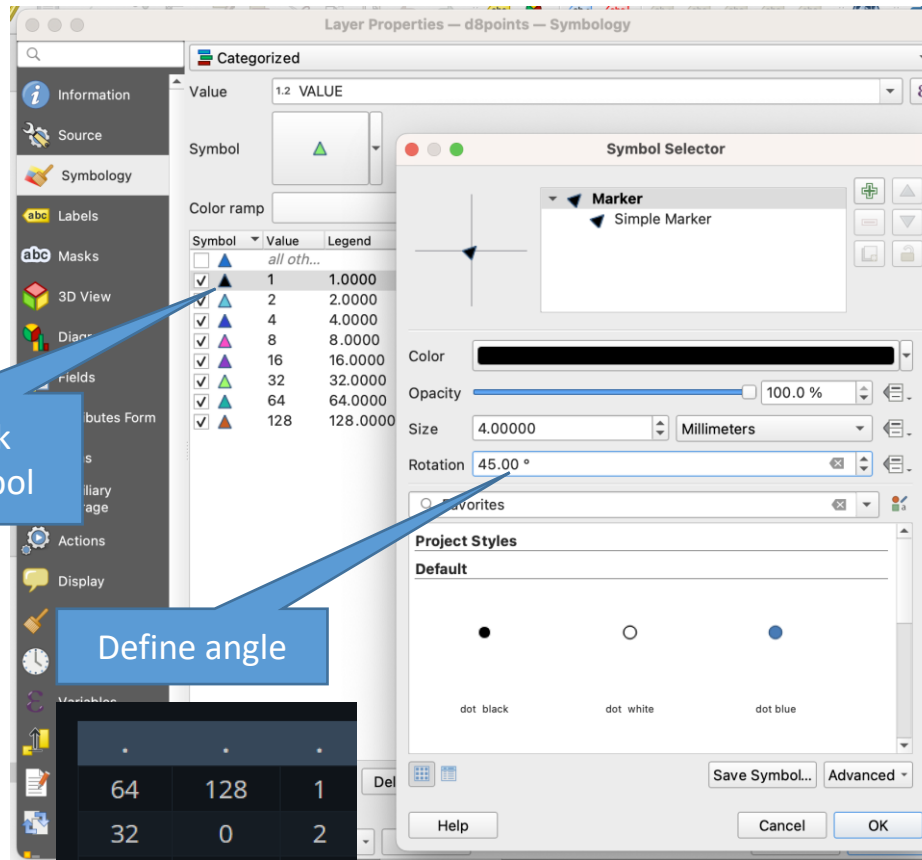 Layer Properties — d8points — Symbology
Categorized
Information
Source
Symbology
abc Labels
abc Masks
3D View
Fields
Actions
Display
Value 1.2 VALUE
Symbol
Color ramp
Symbol Value Legend
all oth...
1 1.0000
2 2.0000
4 4.0000
8 8.0000
16 16.0000
32 32.0000
64 64.0000
128 128.0000
Define angle
. . .
64 128 1
32 0 2
Symbol Selector
Marker
Simple Marker
Color
Opacity 100.0 %
Size 4.00000 Millimeters
Rotation 45.00 °
Project Styles
Default
dot black dot white dot blue
Save Symbol... Advanced
Help Cancel OK